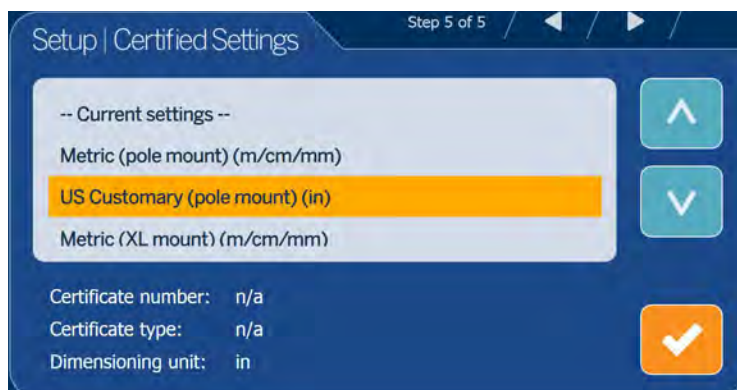 Setup | Certified Settings
Step 5 of 5
-- Current settings --
Metric (pole mount) (m/cm/mm)
US Customary (pole mount) (in)
Metric (XL mount) (m/cm/mm)
Certificate number: n/a
Certificate type: n/a
Dimensioning unit: in